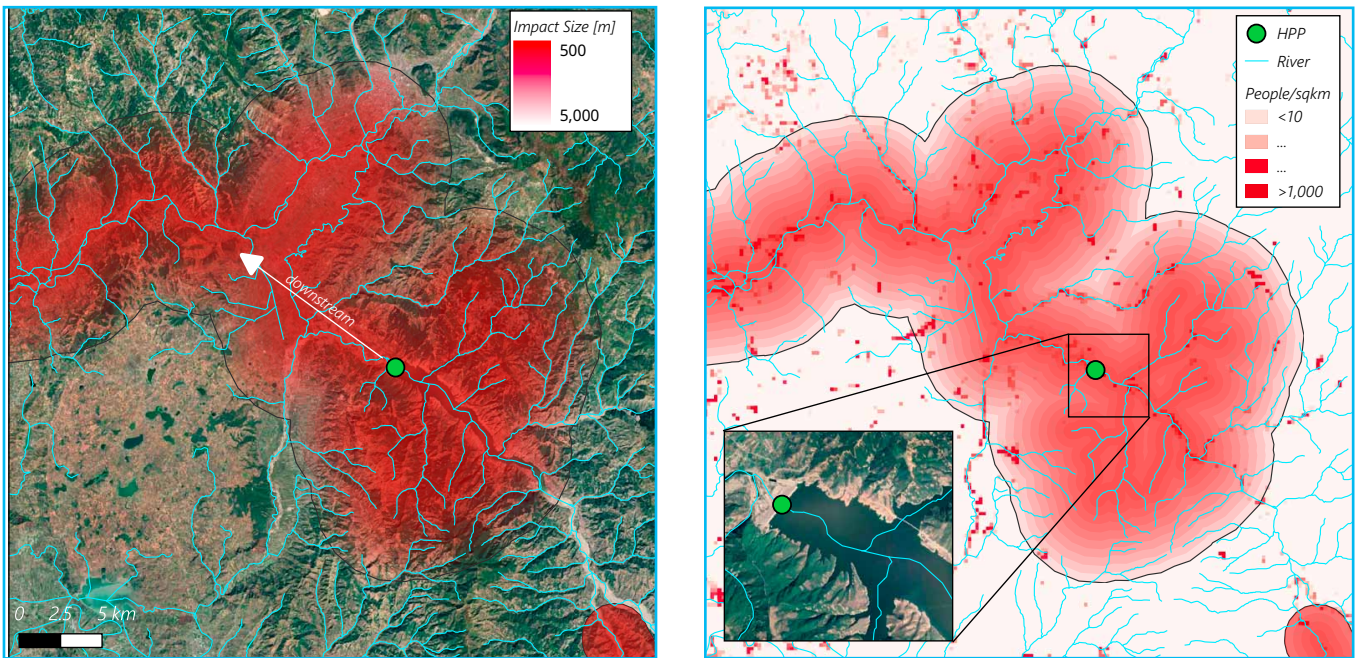 Impact Size [m]
500
5,000
downstream
0 2.5 5 km
HPP
River
People/sqkm
<10
...
...
>1,000